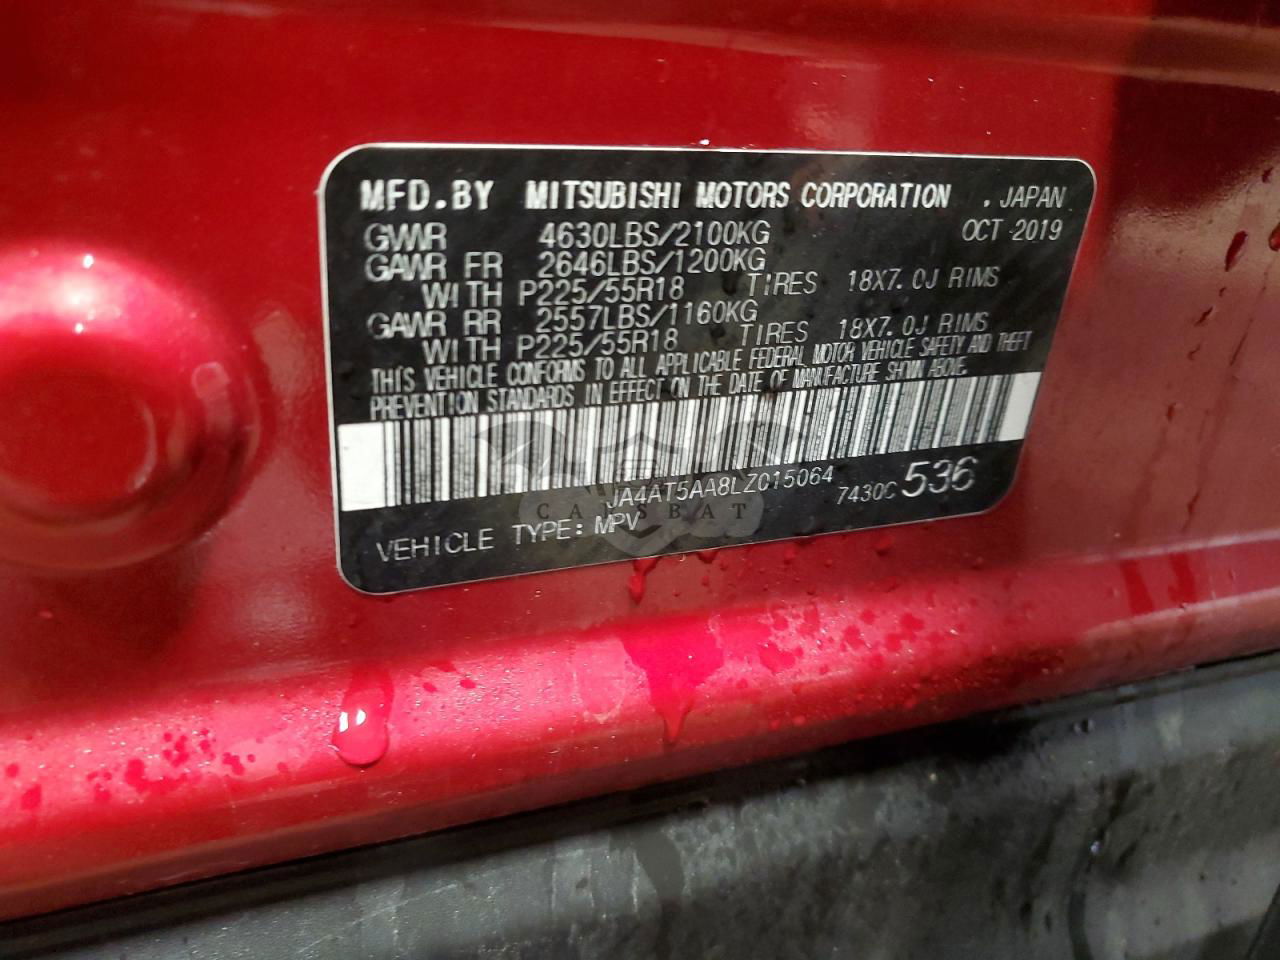 MFD.BY MITSUBISHI MOTORS CORPORATION .JAPAN
GVWR 4630LBS/2100KG OCT 2019
GAWR FR 2646LBS/1200KG
WITH P225/55R18 TIRES 18X7.0J RIMS
GAWR RR 2557LBS/1160KG
WITH P225/55R18 TIRES 18X7.0J RIMS
THIS VEHICLE CONFORMS TO ALL APPLICABLE FEDERAL MOTOR VEHICLE SAFETY AND THEFT
PREVENTION STANDARDS IN EFFECT ON THE DATE OF MANUFACTURE SHOWN ABOVE.
JA4AT5AA8LZ015064 7430C 536
CARSBAT
VEHICLE TYPE: MPV